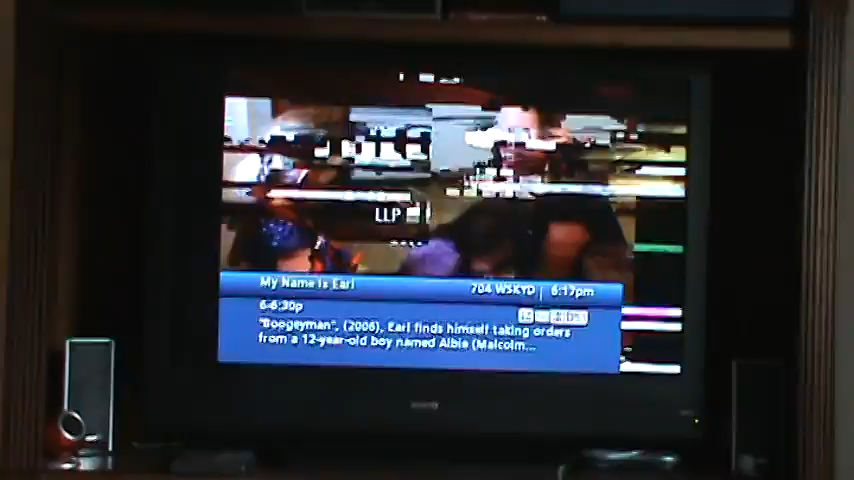 LLP
My Name Is Earl
704 WSKYD | 6:17pm
6-6:30p
"Boogeyman", (2006), Earl finds himself taking orders
from a 12-year-old boy named Albie (Malcolm...